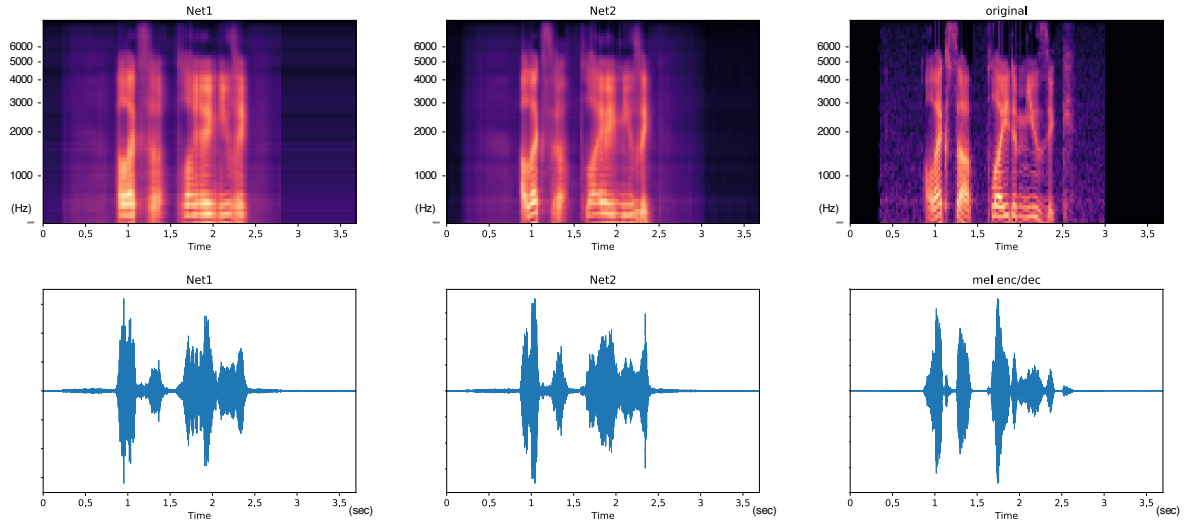 Net1
Net2
original
6000
5000
4000
3000
2000
1000
(Hz)
0 0,5 1 1,5 2 2,5 3 3,5
Time
6000
5000
4000
3000
2000
1000
(Hz)
0 0,5 1 1,5 2 2,5 3 3,5
Time
6000
5000
4000
3000
2000
1000
(Hz)
0 0,5 1 1,5 2 2,5 3 3,5
Time
Net1
Net2
mel enc/dec
0 0,5 1 1,5 2 2,5 3 3,5 (sec)
Time
0 0,5 1 1,5 2 2,5 3 3,5 (sec)
Time
0 0,5 1 1,5 2 2,5 3 3,5 (sec)
Time